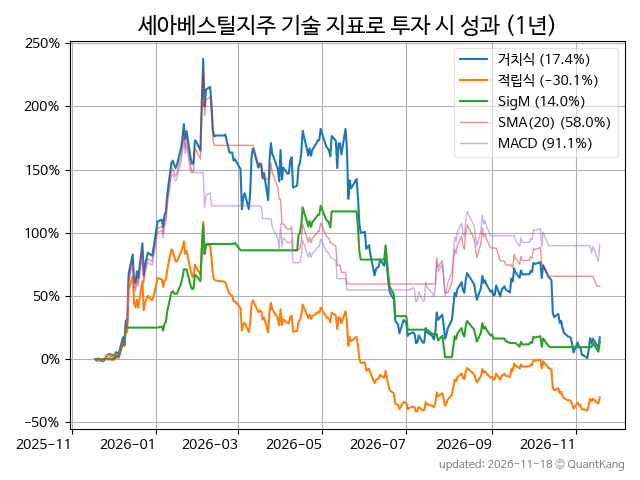 세아베스틸지주 기술 지표로 투자 시 성과 (1년)
거치식 (17.4%)
적립식 (-30.1%)
SigM (14.0%)
SMA(20) (58.0%)
MACD (91.1%)
250%
200%
150%
100%
50%
0%
−50%
2025-11
2026-01
2026-03
2026-05
2026-07
2026-09
2026-11
updated: 2026-11-18 © QuantKang